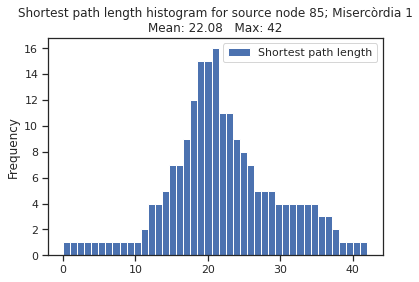 Shortest path length histogram for source node 85; Misercòrdia 1
Mean: 22.08   Max: 42
Shortest path length
Frequency
16
14
12
10
8
6
4
2
0
0 10 20 30 40